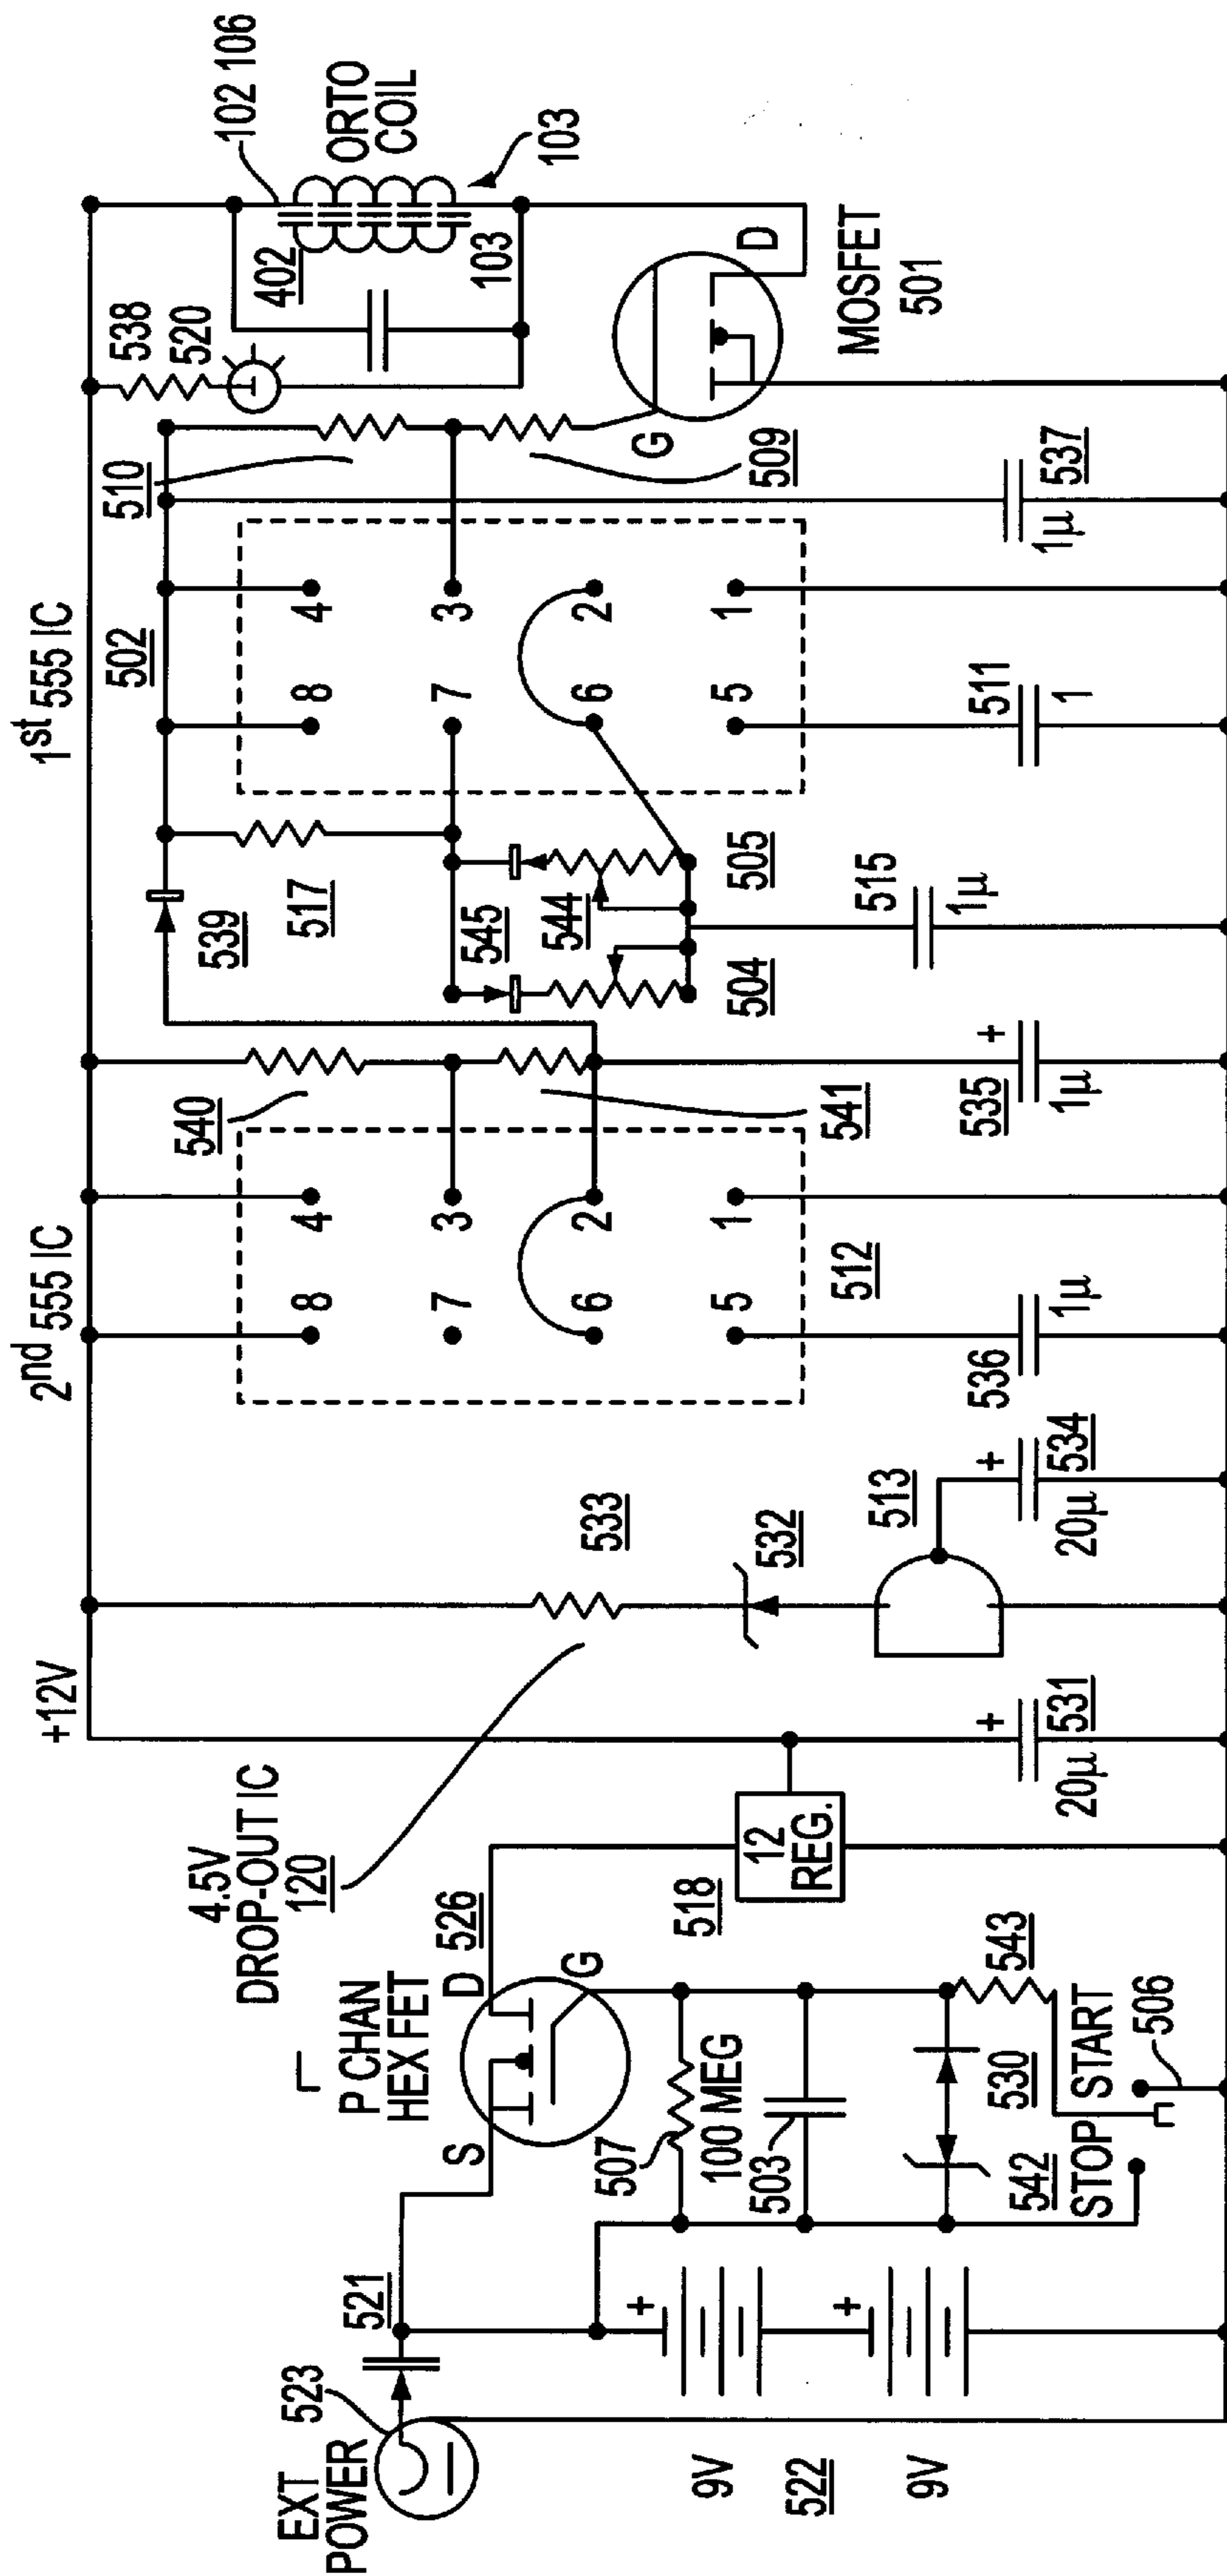 EXT
POWER
523
521
9V
522
9V
+
+
P CHAN
HEX FET
S
D
G
526
507
100 MEG
503
542
530
543
STOP
START
506
4.5V
DROP-OUT IC
120
518
12
REG.
+12V
+
20µ
531
533
532
513
+
20µ
534
2nd 555 IC
8
4
7
3
6
2
5
1
512
536
1µ
540
541
+
535
1µ
539
517
545
544
504
505
515
1µ
1st 555 IC
502
8
4
7
3
6
2
5
1
511
1
537
1µ
510
509
538
520
402
103
102 106
ORTO
COIL
103
G
D
MOSFET
501